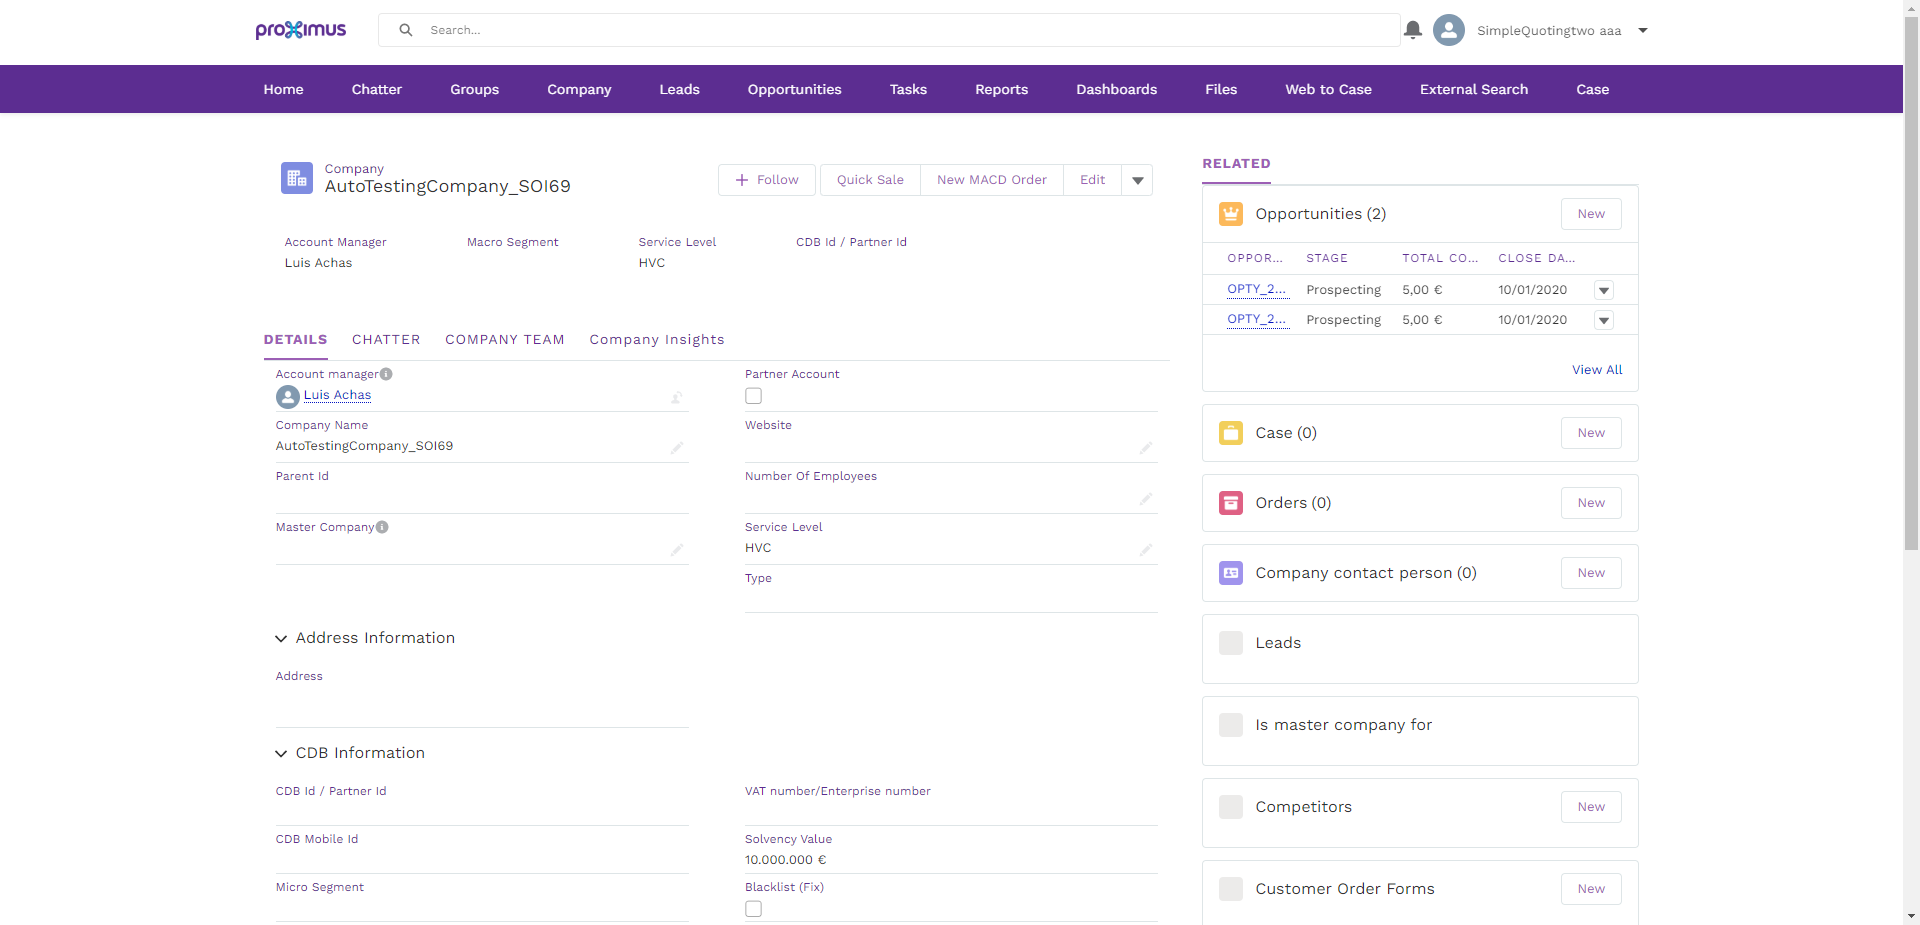 proximus
Search...
SimpleQuotingtwo aaa
Home Chatter Groups Company Leads Opportunities Tasks Reports Dashboards Files Web to Case External Search Case
Company
AutoTestingCompany_SOI69
Follow Quick Sale New MACD Order Edit
Account Manager Macro Segment Service Level CDB Id / Partner Id
Luis Achas HVC
DETAILS CHATTER COMPANY TEAM Company Insights
Account manager Partner Account
Luis Achas
Company Name Website
AutoTestingCompany_SOI69
Parent Id Number Of Employees
Master Company Service Level
HVC
Type
Address Information
Address
CDB Information
CDB Id / Partner Id VAT number/Enterprise number
CDB Mobile Id Solvency Value
10.000.000 €
Micro Segment Blacklist (Fix)
RELATED
Opportunities (2) New
OPPOR... STAGE TOTAL CO... CLOSE DA...
OPTY_2... Prospecting 5,00 € 10/01/2020
OPTY_2... Prospecting 5,00 € 10/01/2020
View All
Case (0) New
Orders (0) New
Company contact person (0) New
Leads
Is master company for
Competitors New
Customer Order Forms New